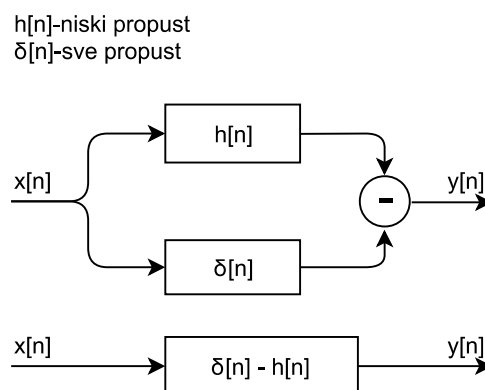 h[n]-niski propust
δ[n]-sve propust
h[n]
x[n]
y[n]
-
δ[n]
x[n]
y[n]
δ[n] - h[n]